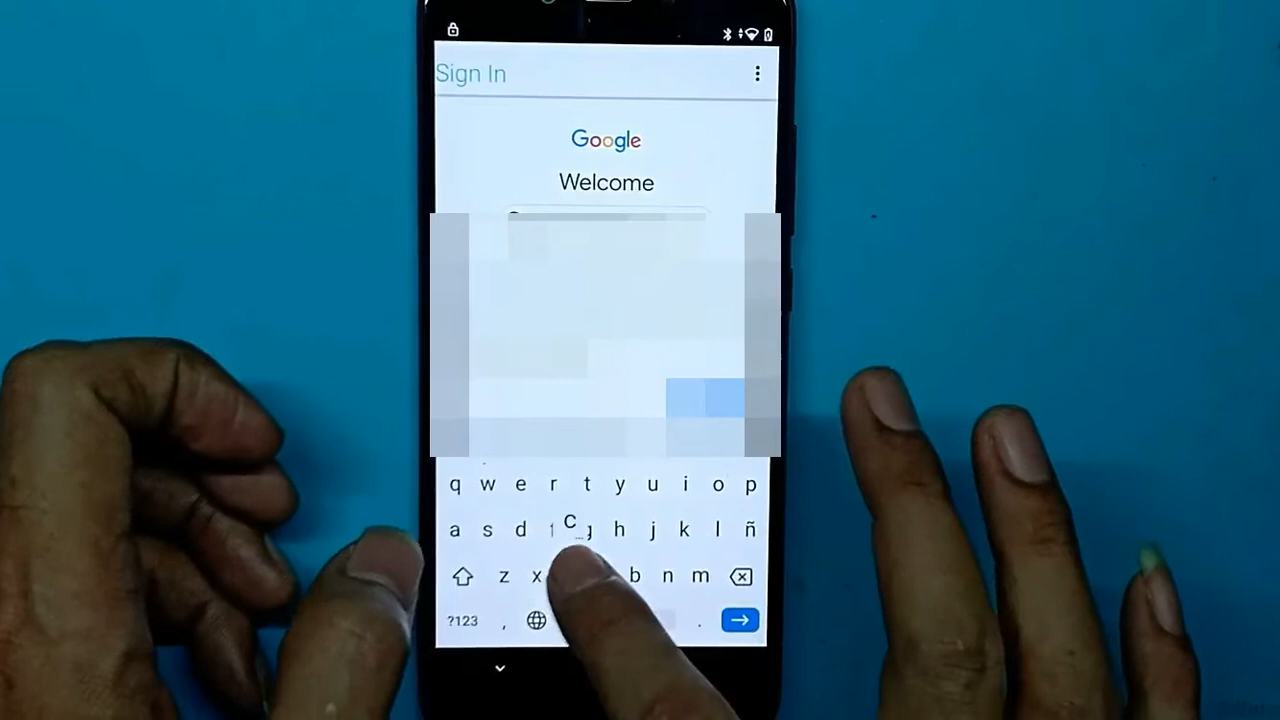 Sign In
Google
Welcome
q w e r t y u i o p
a s d c h j k l ñ
z x b n m
?123 , .